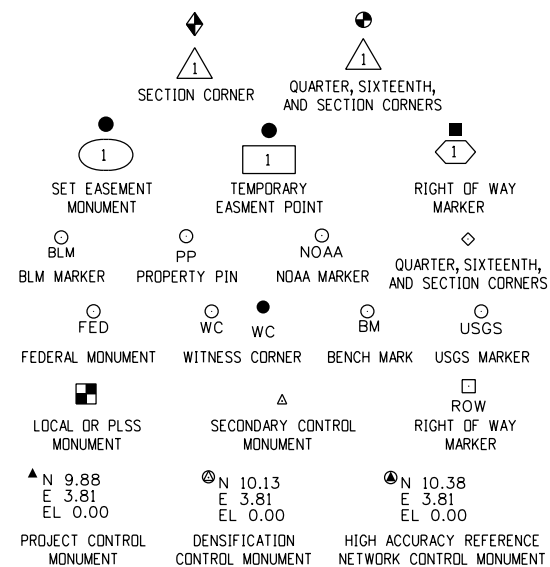 1
1
SECTION CORNER
QUARTER, SIXTEENTH,
AND SECTION CORNERS
1
1
1
SET EASEMENT
MONUMENT
TEMPORARY
EASMENT POINT
RIGHT OF WAY
MARKER
BLM
PP
NOAA
BLM MARKER
PROPERTY PIN
NOAA MARKER
QUARTER, SIXTEENTH,
AND SECTION CORNERS
FED
WC
WC
BM
USGS
FEDERAL MONUMENT
WITNESS CORNER
BENCH MARK
USGS MARKER
ROW
LOCAL OR PLSS
MONUMENT
SECONDARY CONTROL
MONUMENT
RIGHT OF WAY
MARKER
N 9.88
E 3.81
EL 0.00
N 10.13
E 3.81
EL 0.00
N 10.38
E 3.81
EL 0.00
PROJECT CONTROL
MONUMENT
DENSIFICATION
CONTROL MONUMENT
HIGH ACCURACY REFERENCE
NETWORK CONTROL MONUMENT